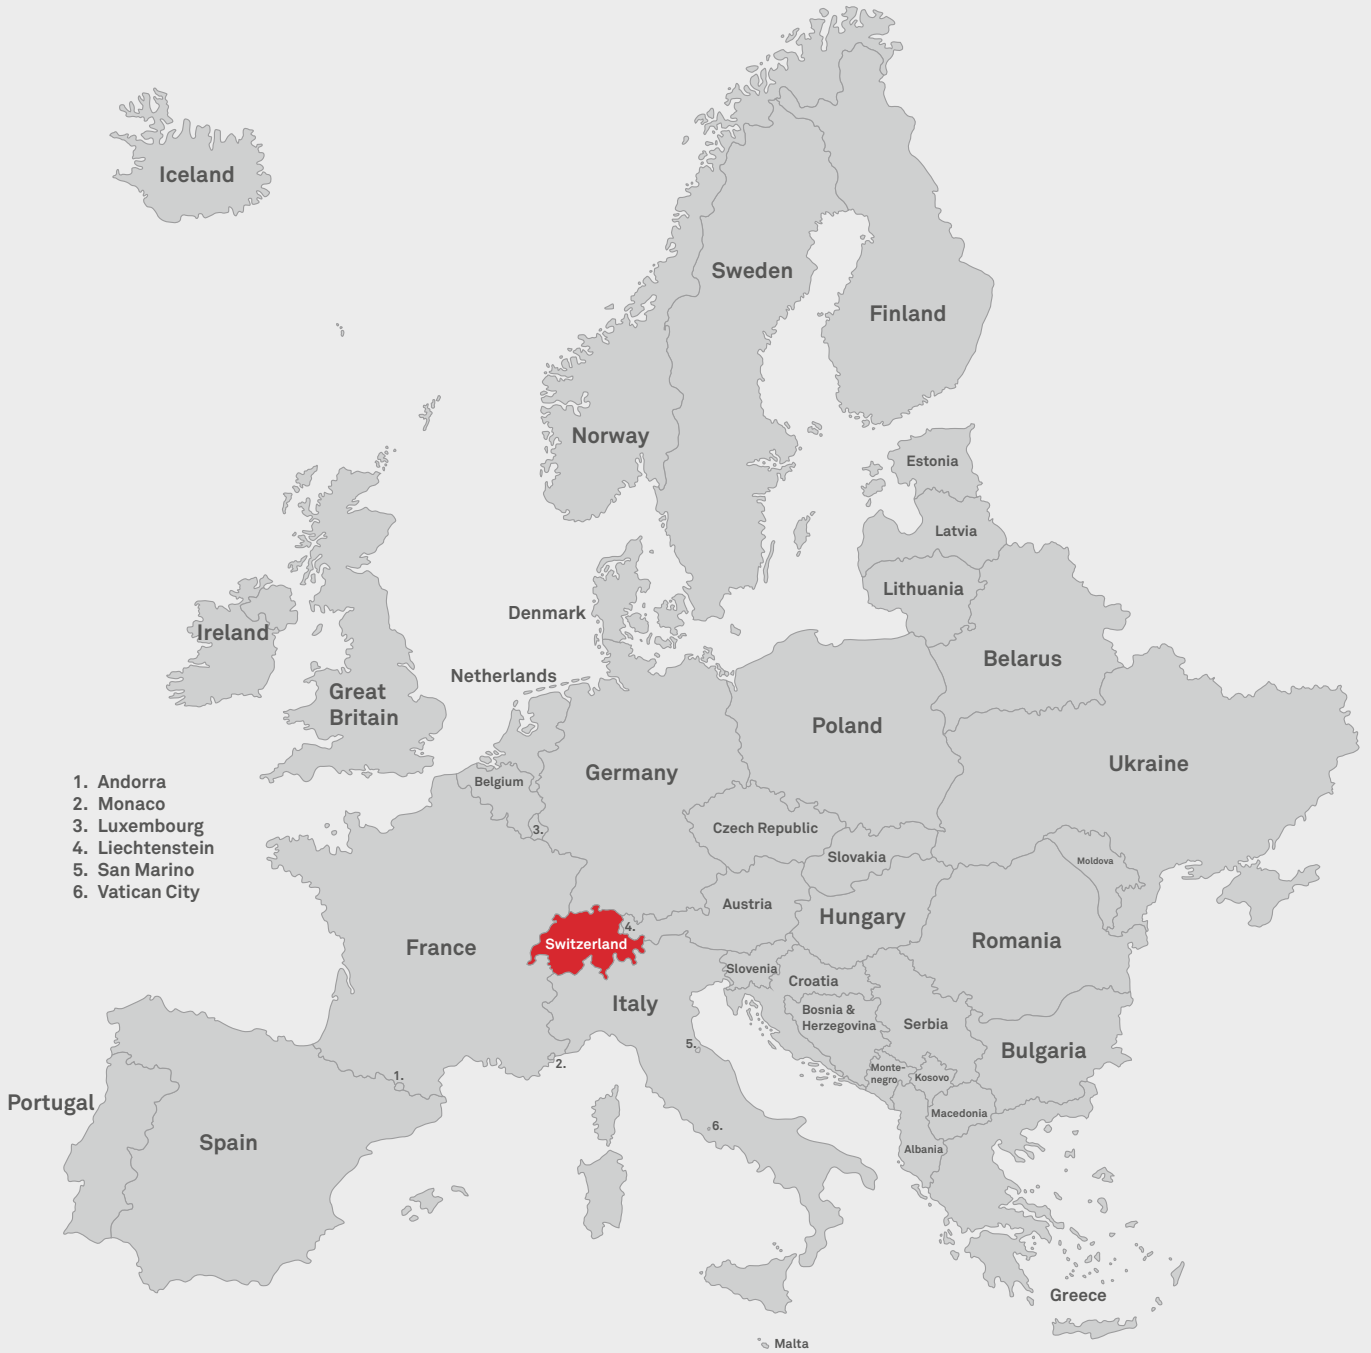 Iceland
Sweden
Finland
Norway
Estonia
Latvia
Lithuania
Denmark
Ireland
Belarus
Netherlands
Great
Britain
Poland
Ukraine
Germany
Belgium
1. Andorra
2. Monaco
3. Luxembourg
4. Liechtenstein
5. San Marino
6. Vatican City
3.
Czech Republic
Slovakia
Moldova
Austria
Hungary
4.
Switzerland
France
Romania
Slovenia
Croatia
Italy
Bosnia &
Herzegovina
Serbia
5.
Bulgaria
2.
1.
Monte-
negro
Kosovo
Portugal
Macedonia
6.
Spain
Albania
Greece
Malta